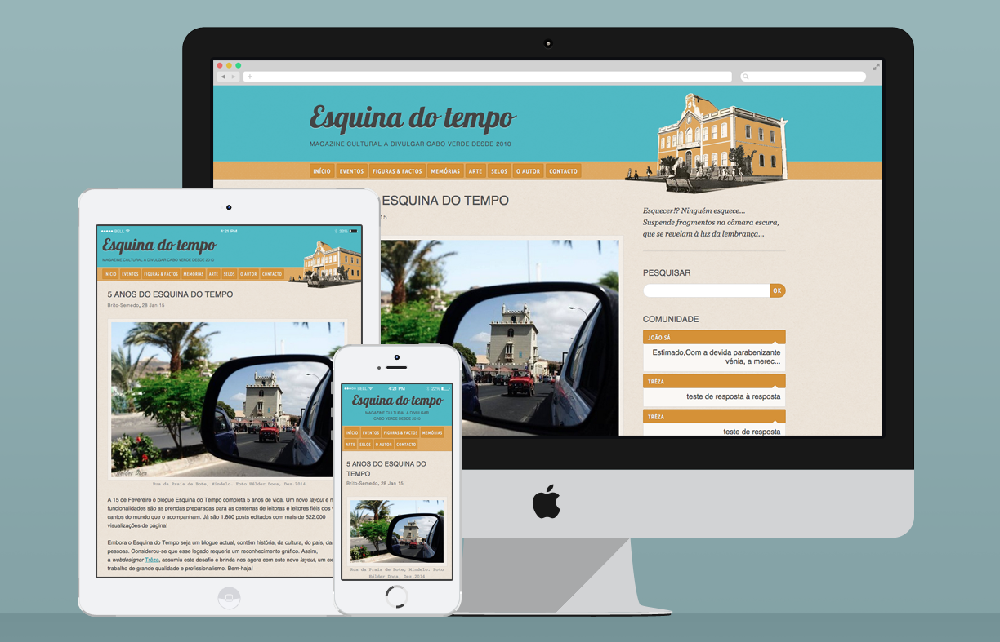 Esquina do tempo
MAGAZINE CULTURAL A DIVULGAR CABO VERDE DESDE 2010
INÍCIO EVENTOS FIGURAS & FACTOS MEMÓRIAS ARTE SELOS O AUTOR CONTACTO
ESQUINA DO TEMPO
15
Esquecer!? Ninguém esquece...
Suspende fragmentos na câmara escura,
que se revelam à luz da lembrança...
PESQUISAR
OK
COMUNIDADE
JOÃO SÁ
Estimado,Com a devida parabenizante
vénia, a merec...
TRÊZA
teste de resposta à resposta
TRÊZA
teste de resposta
BELL 4:21 PM 22%
Esquina do tempo
MAGAZINE CULTURAL A DIVULGAR CABO VERDE DESDE 2010
INÍCIO EVENTOS FIGURAS & FACTOS MEMÓRIAS ARTE SELOS O AUTOR CONTACTO
5 ANOS DO ESQUINA DO TEMPO
Brito-Semedo, 28 Jan 15
Hélder Doca
Rua da Praia de Bote, Mindelo. Foto Hélder Doca, Dez.2014
A 15 de Fevereiro o blogue Esquina do Tempo completa 5 anos de vida. Um novo layout e
funcionalidades são as prendas preparadas para as centenas de leitoras e leitores fiéis dos
cantos do mundo que o acompanham. Já são 1.800 posts editados com mais de 522.000
visualizações de página!
Embora o Esquina do Tempo seja um blogue actual, contém história, da cultura, do país, das
pessoas. Considerou-se que esse legado requeria um reconhecimento gráfico. Assim,
a webdesigner Trêza, assumiu este desafio e brinda-nos agora com este novo layout, um
trabalho de grande qualidade e profissionalismo. Bem-haja!
BELL 4:21 PM 22%
Esquina do tempo
MAGAZINE CULTURAL A DIVULGAR
CABO VERDE DESDE 2010
INÍCIO EVENTOS FIGURAS & FACTOS MEMÓRIAS
ARTE SELOS O AUTOR CONTACTO
5 ANOS DO ESQUINA DO
TEMPO
Brito-Semedo, 28 Jan 15
Rua da Praia de Bote, Mindelo. Foto
Hélder Doca, Dez.2014